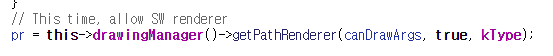 }
// This time, allow SW renderer
pr = this->drawingManager()->getPathRenderer(canDrawArgs, true, kType);